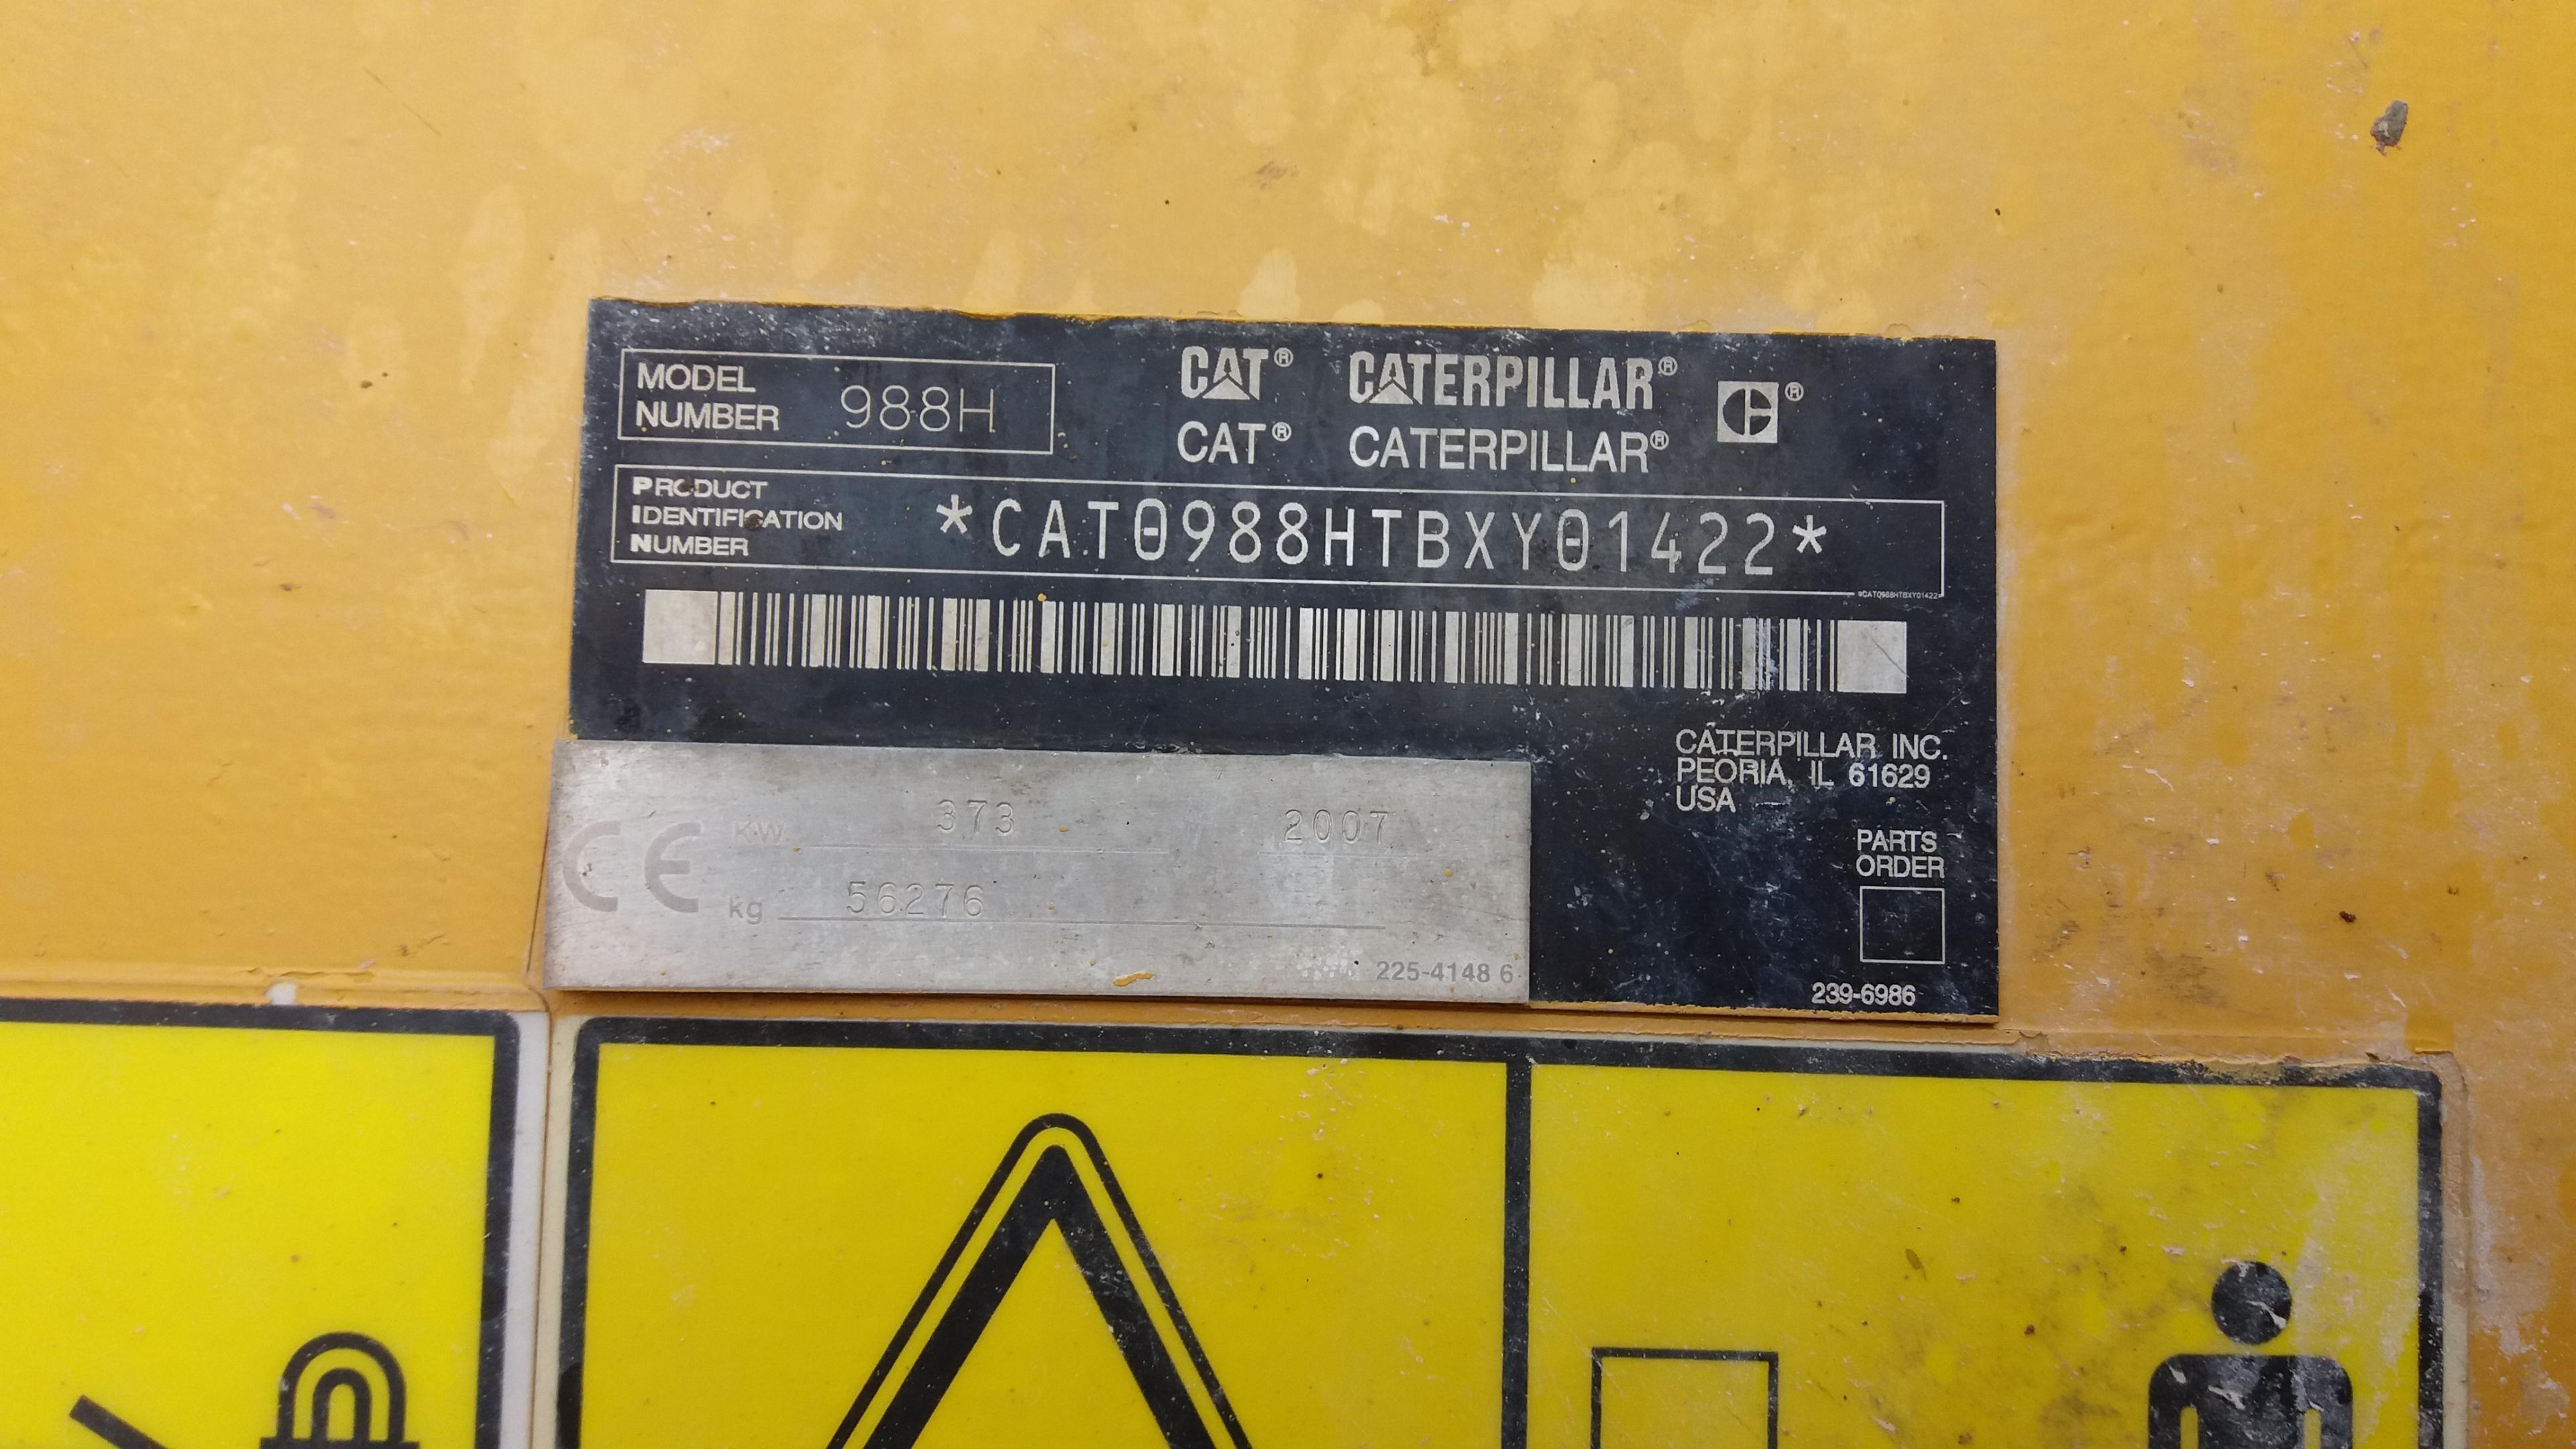 MODEL
NUMBER 988H
CAT® CATERPILLAR® ®
CAT® CATERPILLAR®
PRODUCT
IDENTIFICATION
NUMBER
*CAT0988HTBXY01422*
*CAT0988HTBXY01422*
CATERPILLAR INC.
PEORIA, IL 61629
USA
PARTS
ORDER
239-6986
CE KW 373 2007
kg 56276
225-4148 6